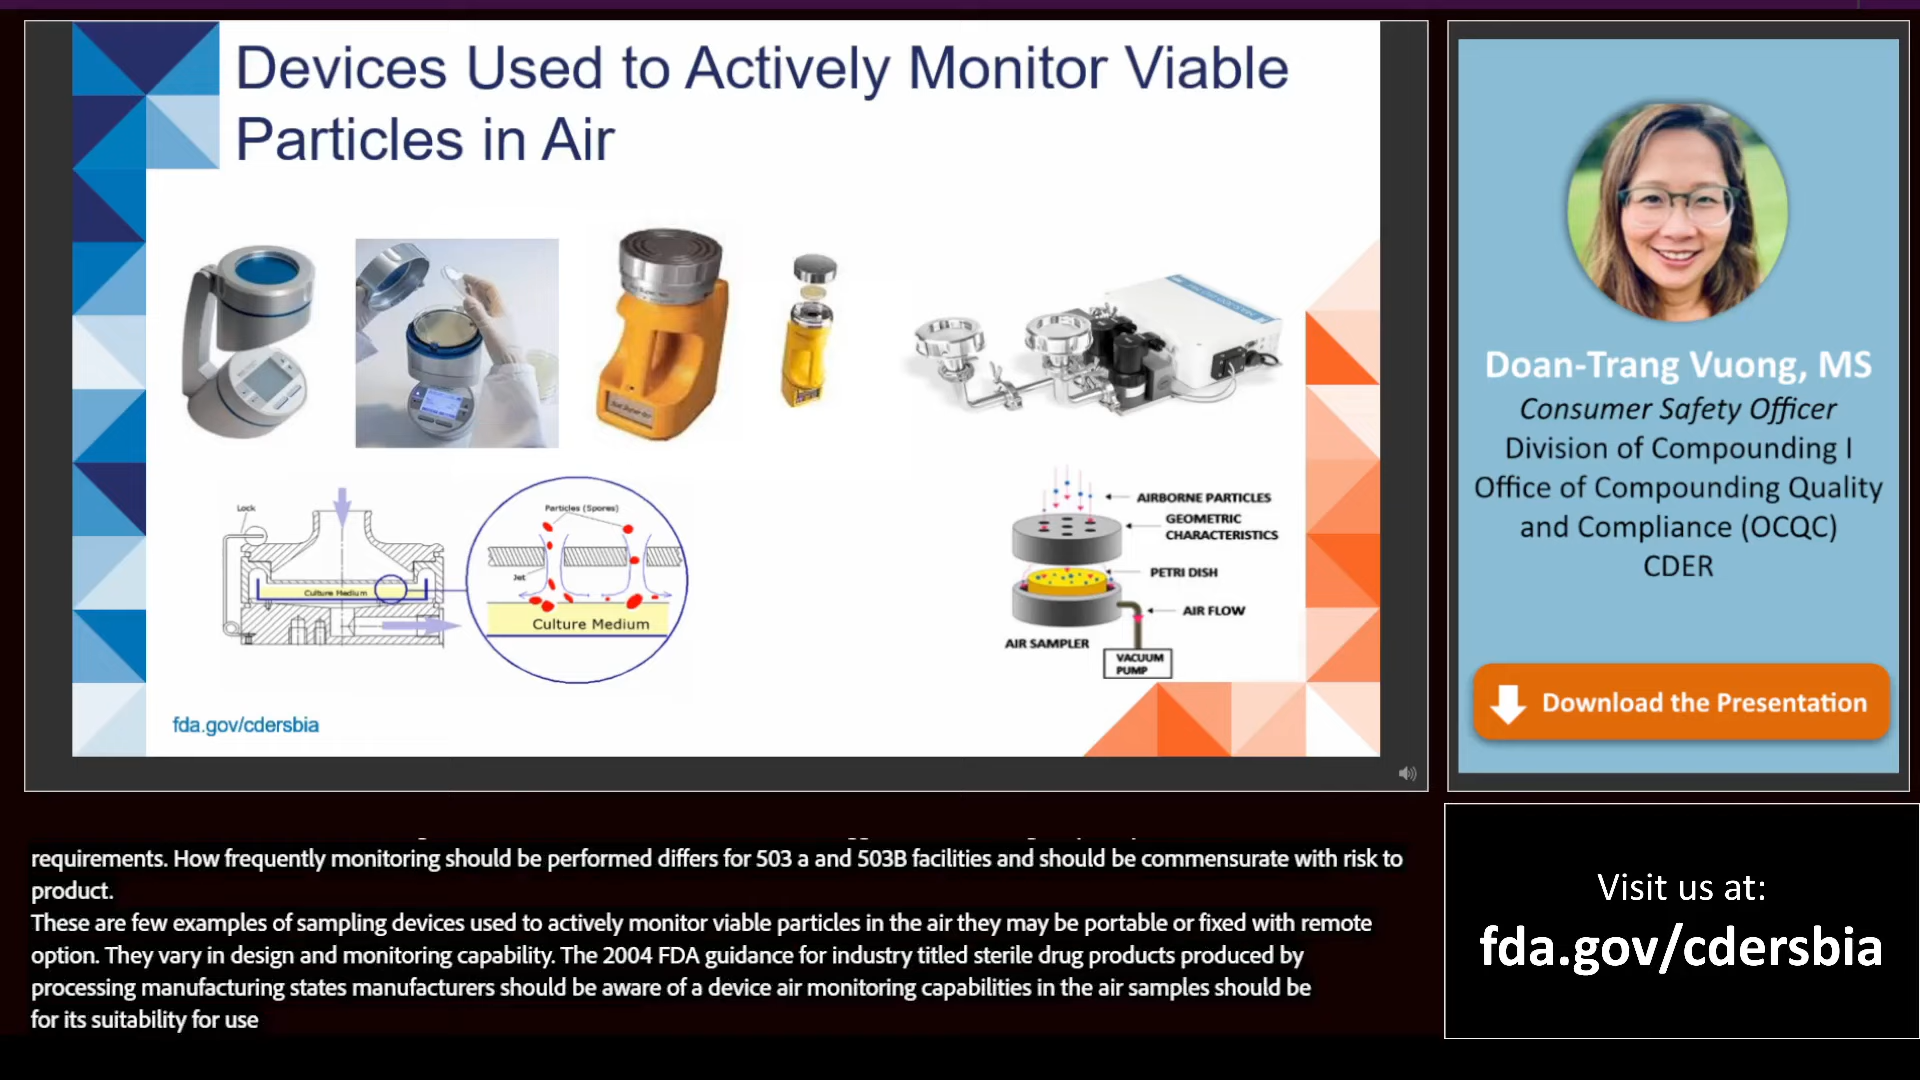 Devices Used to Actively Monitor Viable
Particles in Air
Lock
Culture Medium
Particles (Spores)
Jet
Culture Medium
AIRBORNE PARTICLES
GEOMETRIC
CHARACTERISTICS
PETRI DISH
AIR FLOW
AIR SAMPLER
VACUUM
PUMP
fda.gov/cdersbia
Doan-Trang Vuong, MS
Consumer Safety Officer
Division of Compounding I
Office of Compounding Quality
and Compliance (OCQC)
CDER
Download the Presentation
requirements. How frequently monitoring should be performed differs for 503 a and 503B facilities and should be commensurate with risk to
product.
These are few examples of sampling devices used to actively monitor viable particles in the air they may be portable or fixed with remote
option. They vary in design and monitoring capability. The 2004 FDA guidance for industry titled sterile drug products produced by
processing manufacturing states manufacturers should be aware of a device air monitoring capabilities in the air samples should be
for its suitability for use
Visit us at:
fda.gov/cdersbia